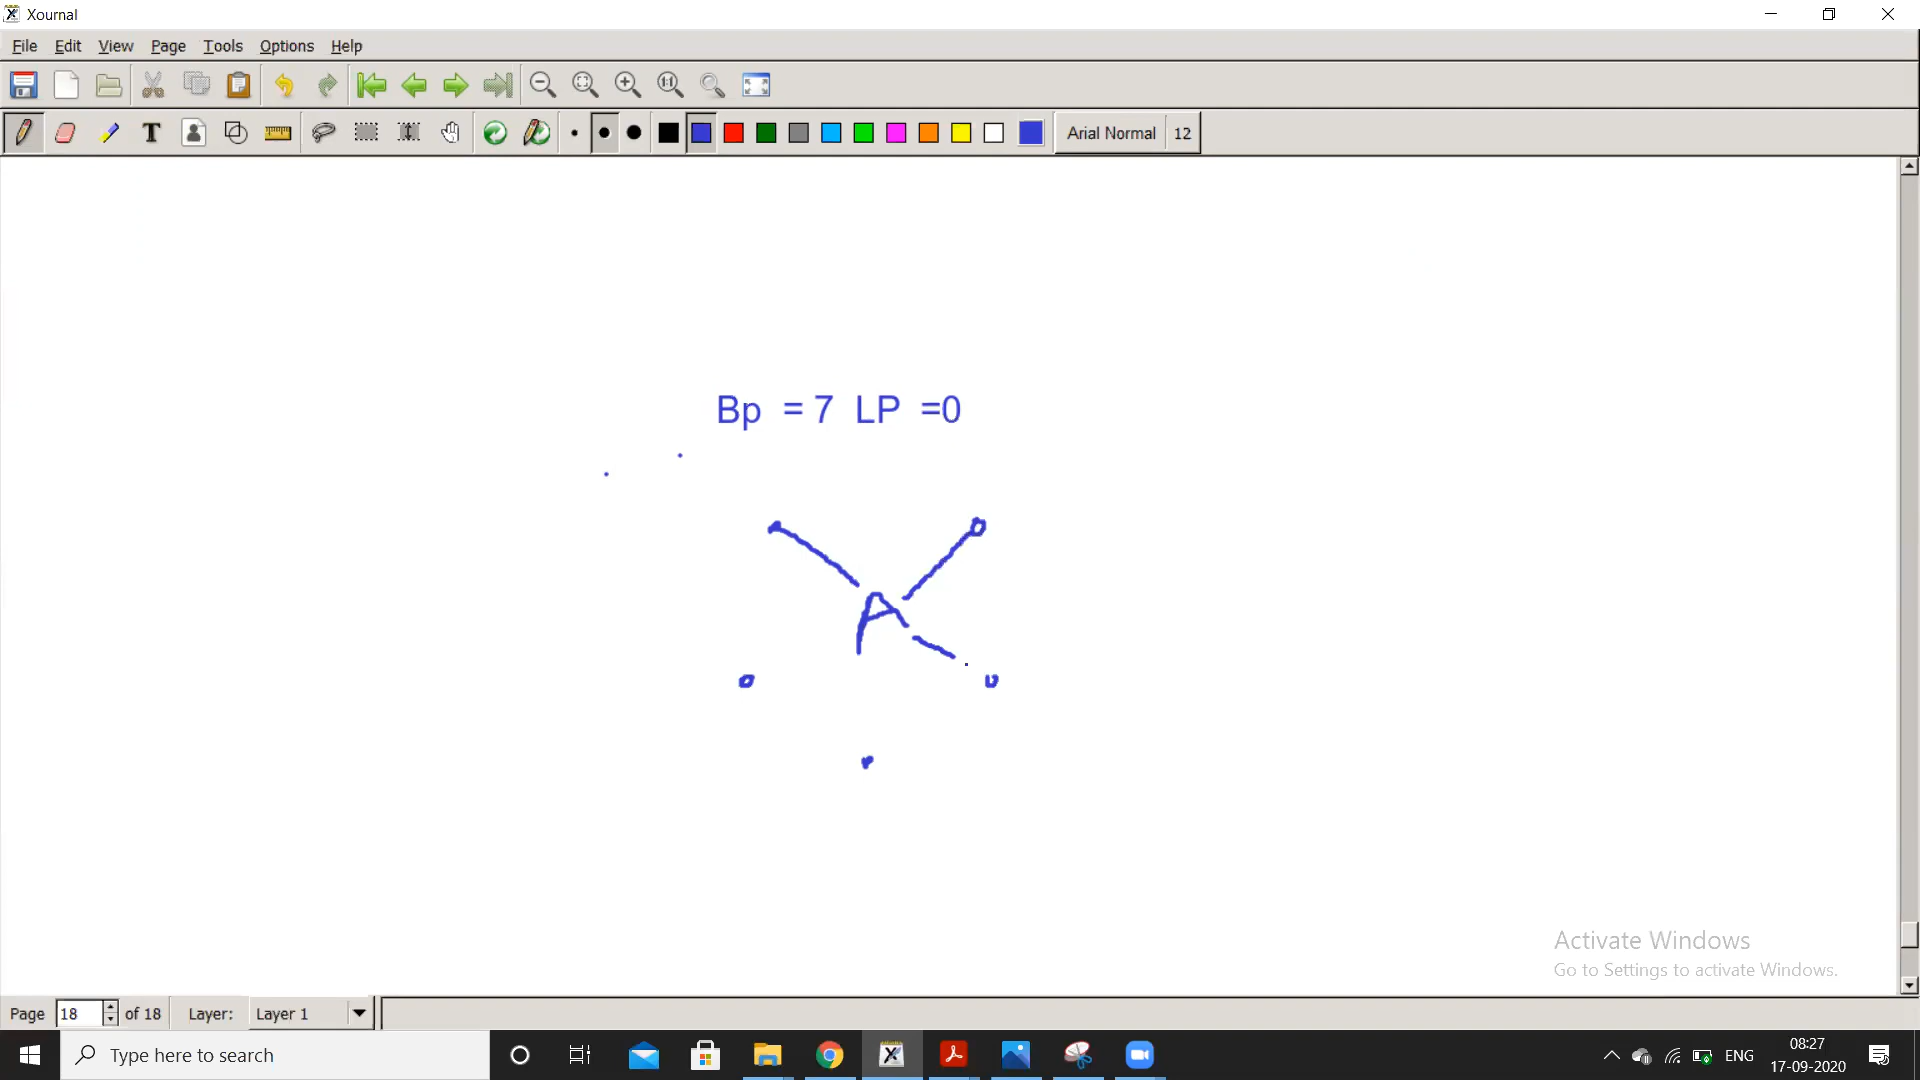 Xournal
File Edit View Page Tools Options Help
T 1:1
Arial Normal 12
Bp = 7 LP =0
A
Activate Windows
Go to Settings to activate Windows.
Page 18 of 18 Layer: Layer 1
Type here to search
ENG
08:27
17-09-2020